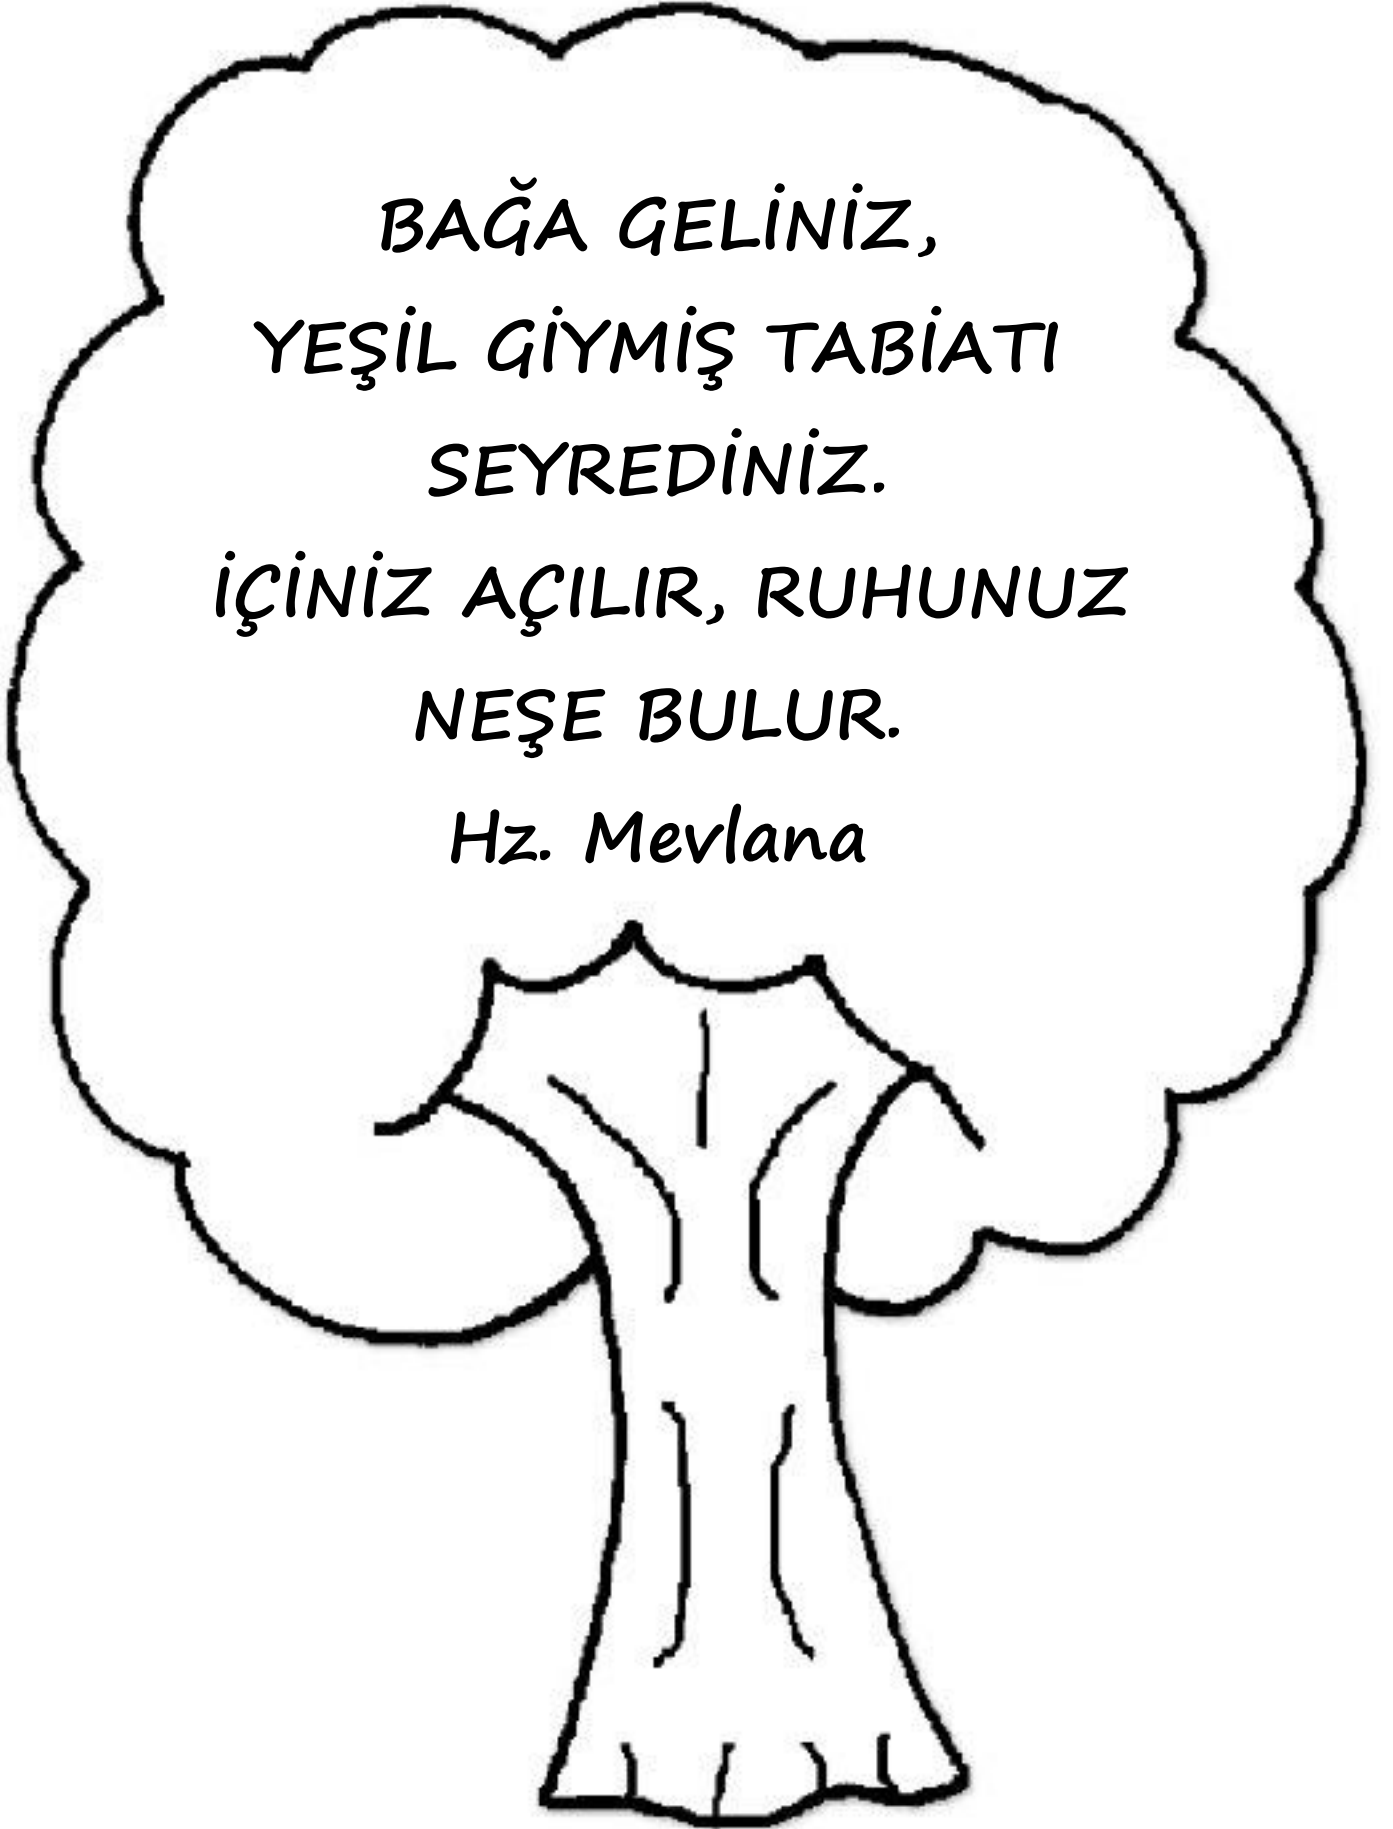 BAĞA GELİNİZ,
YEŞİL GİYMİŞ TABİATI
SEYREDİNİZ.
İÇİNİZ AÇILIR, RUHUNUZ
NEŞE BULUR.
Hz. Mevlana